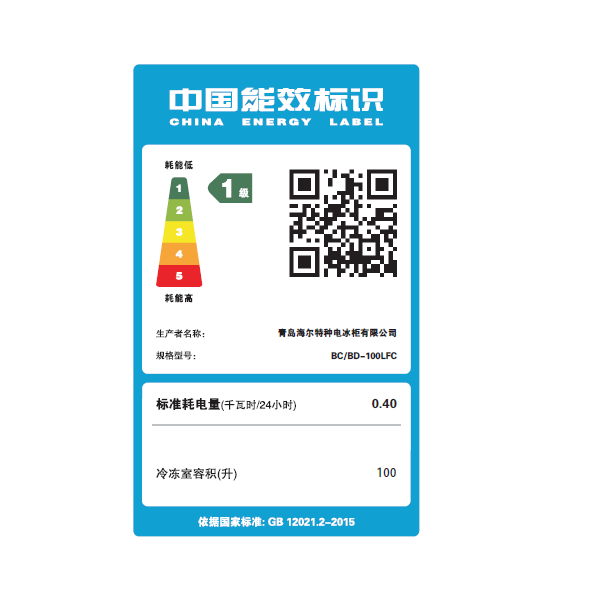 中国能效标识
CHINA ENERGY LABEL
耗能低
1
1级
2
3
4
5
耗能高
生产者名称: 青岛海尔特种电冰柜有限公司
规格型号: BC/BD-100LFC
标准耗电量(千瓦时/24小时) 0.40
冷冻室容积(升) 100
依据国家标准: GB 12021.2-2015